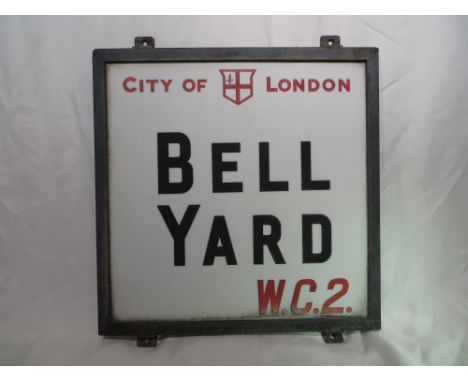 CITY OF LONDON
BELL
YARD
W.C.2.